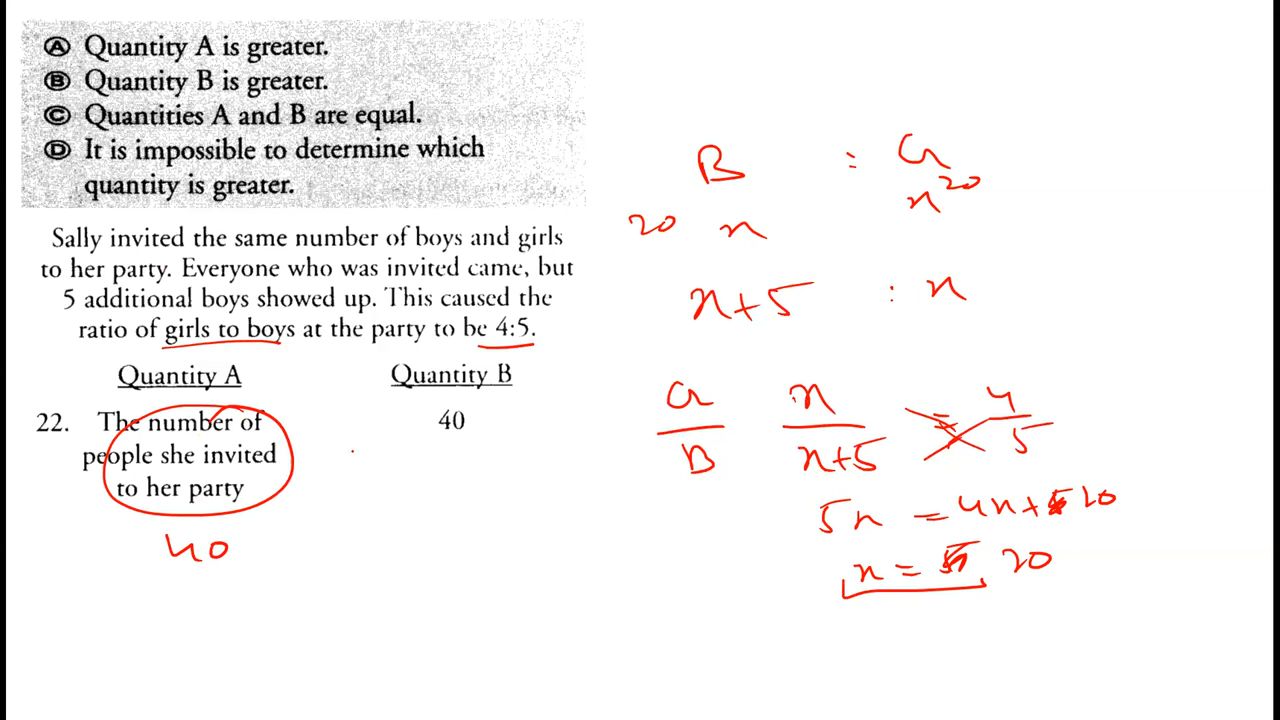 Ⓐ Quantity A is greater.
Ⓑ Quantity B is greater.
Ⓒ Quantities A and B are equal.
Ⓓ It is impossible to determine which
quantity is greater.
Sally invited the same number of boys and girls
to her party. Everyone who was invited came, but
5 additional boys showed up. This caused the
ratio of girls to boys at the party to be 4:5.
Quantity A Quantity B
22. The number of 40
people she invited
to her party
40
B : G
20 n n 20
n+5 : n
G/B n/n+5 = 4/5
5n = 4n + 20
n = 20